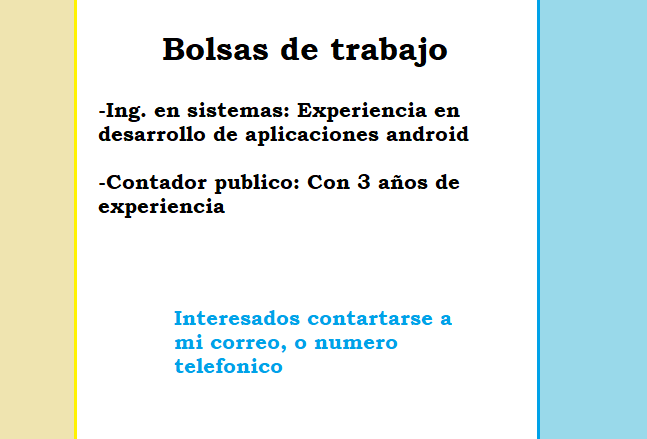 Bolsas de trabajo
-Ing. en sistemas: Experiencia en
desarrollo de aplicaciones android
-Contador publico: Con 3 años de
experiencia
Interesados contartarse a
mi correo, o numero
telefonico